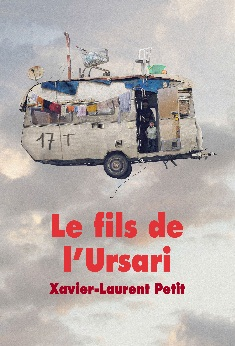 17 T
Le fils de
l'Ursari
Xavier-Laurent Petit